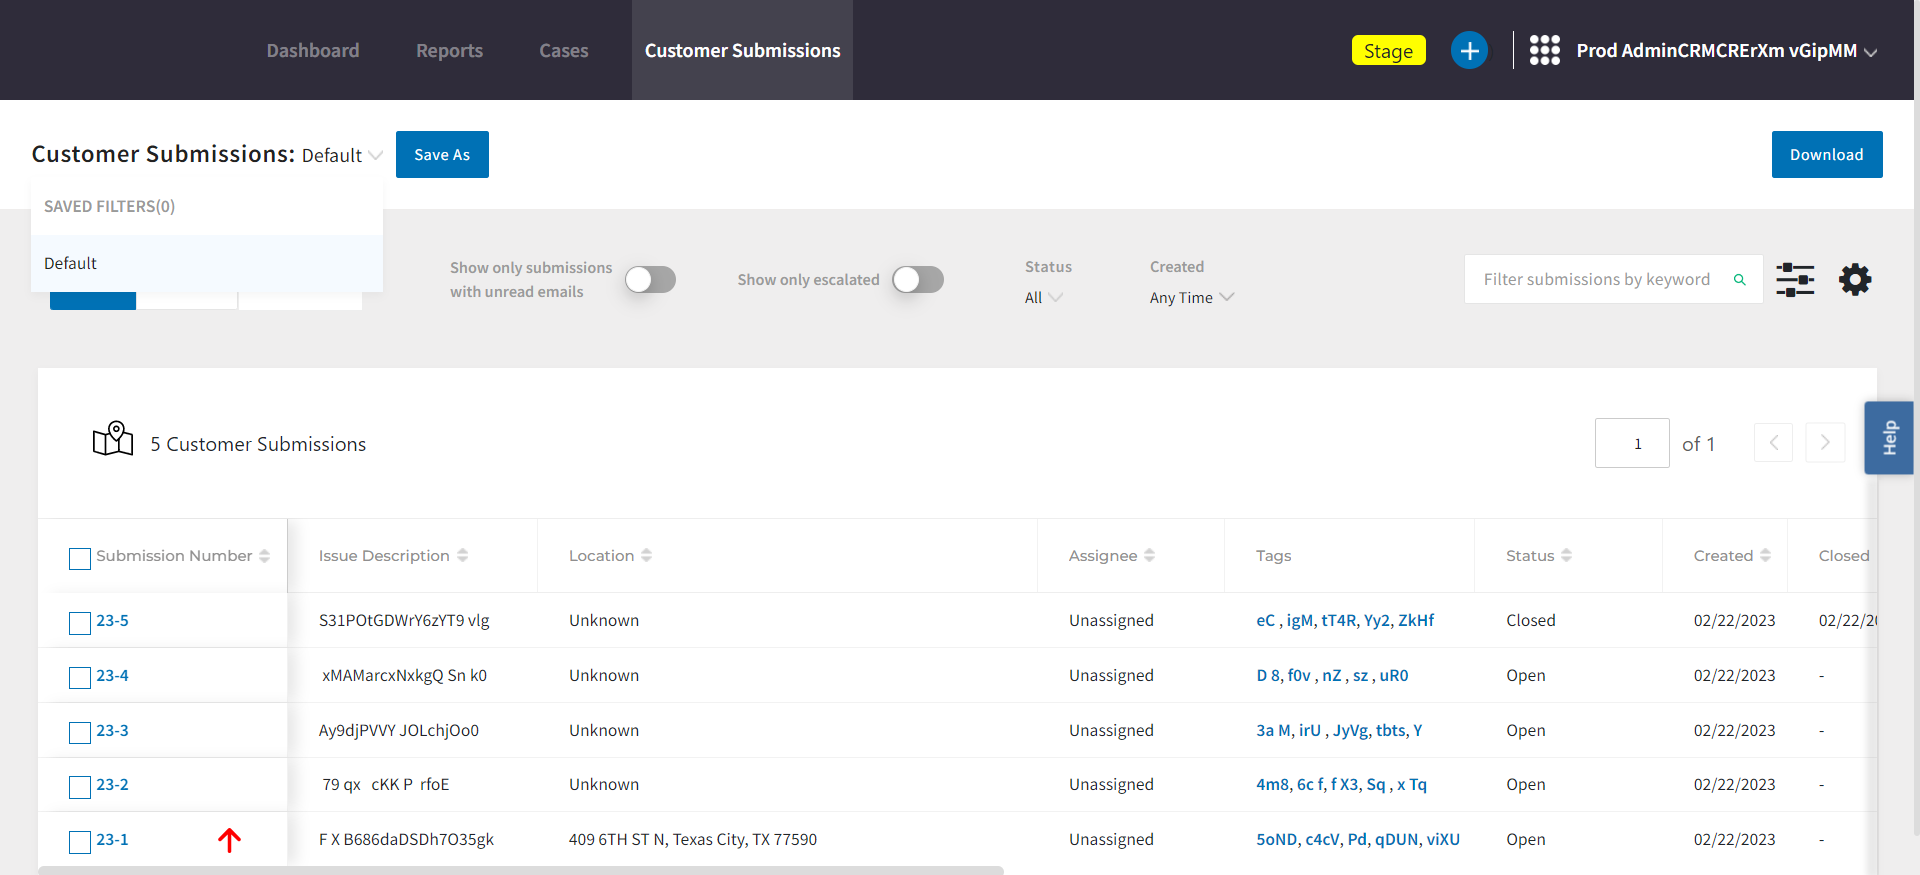 Dashboard Reports Cases Customer Submissions Stage Prod AdminCRMCRErXm vGipMM
Customer Submissions: Default Save As Download
SAVED FILTERS(0)
Default
Show only submissions
with unread emails
Show only escalated
Status
All
Created
Any Time
Filter submissions by keyword
5 Customer Submissions 1 of 1
Help
Submission Number Issue Description Location Assignee Tags Status Created Closed
23-5 S31POtGDWrY6zYT9 vlg Unknown Unassigned eC , igM, tT4R, Yy2, ZkHf Closed 02/22/2023 02/22/20
23-4 xMAMarcxNxkgQ Sn k0 Unknown Unassigned D 8, f0v , nZ , sz , uR0 Open 02/22/2023 -
23-3 Ay9djPVVY JOLchjOo0 Unknown Unassigned 3a M, irU , JyVg, tbts, Y Open 02/22/2023 -
23-2 79 qx cKK P rfoE Unknown Unassigned 4m8, 6c f, f X3, Sq , x Tq Open 02/22/2023 -
23-1 F X B686daDSDh7O35gk 409 6TH ST N, Texas City, TX 77590 Unassigned 5oND, c4cV, Pd, qDUN, viXU Open 02/22/2023 -